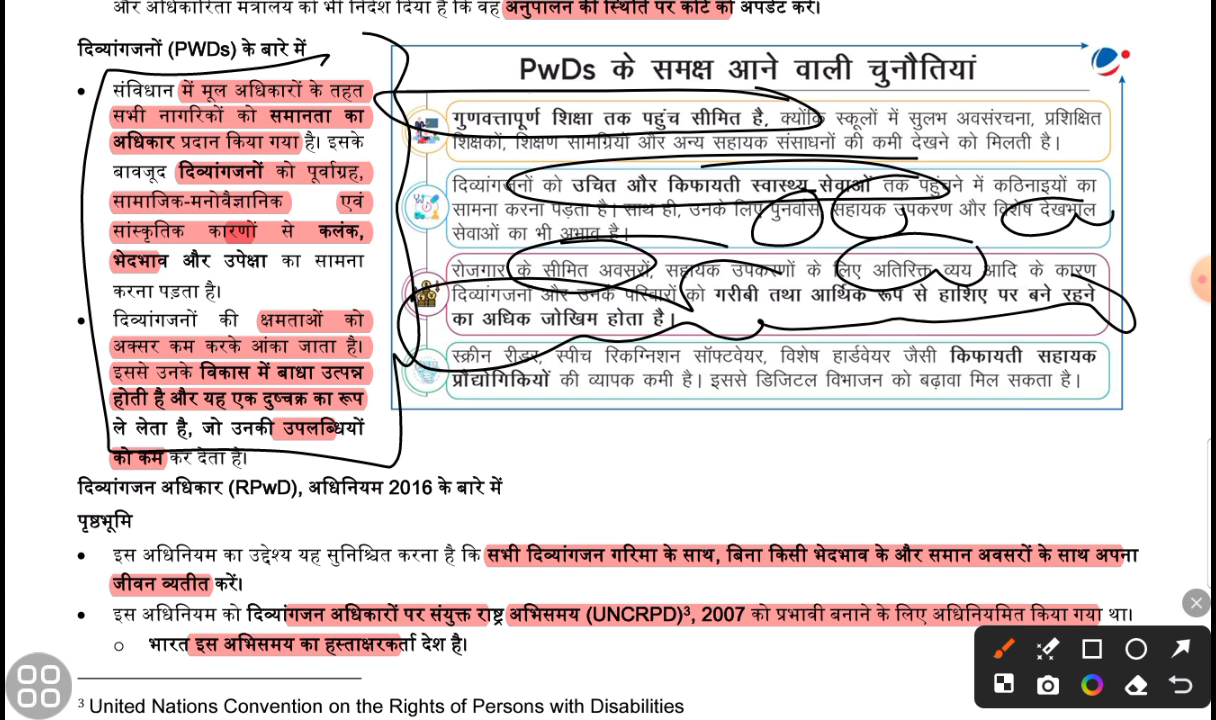 और अधिकारिता मंत्रालय को भी निर्देश दिया है कि वह अनुपालन की स्थिति पर कोर्ट को अपडेट करे।
दिव्यांगजनों (PWDs) के बारे में
• संविधान में मूल अधिकारों के तहत
सभी नागरिकों को समानता का
अधिकार प्रदान किया गया है। इसके
बावजूद दिव्यांगजनों को पूर्वाग्रह,
सामाजिक-मनोवैज्ञानिक एवं
सांस्कृतिक कारणों से कलंक,
भेदभाव और उपेक्षा का सामना
करना पड़ता है।
• दिव्यांगजनों की क्षमताओं को
अक्सर कम करके आंका जाता है।
इससे उनके विकास में बाधा उत्पन्न
होती है और यह एक दुष्चक्र का रूप
ले लेता है, जो उनकी उपलब्धियों
को कम कर देता है।
PwDs के समक्ष आने वाली चुनौतियां
गुणवत्तापूर्ण शिक्षा तक पहुंच सीमित है, क्योंकि स्कूलों में सुलभ अवसंरचना, प्रशिक्षित
शिक्षकों, शिक्षण सामग्रियों और अन्य सहायक संसाधनों की कमी देखने को मिलती है।
दिव्यांगजनों को उचित और किफायती स्वास्थ्य सेवाओं तक पहुंचने में कठिनाइयों का
सामना करना पड़ता है। साथ ही, उनके लिए पुनर्वास, सहायक उपकरण और विशेष देखभाल
सेवाओं का भी अभाव है।
रोजगार के सीमित अवसरों, सहायक उपकरणों के लिए अतिरिक्त व्यय आदि के कारण
दिव्यांगजनों और उनके परिवारों को गरीबी तथा आर्थिक रूप से हाशिए पर बने रहने
का अधिक जोखिम होता है।
स्क्रीन रीडर, स्पीच रिकग्निशन सॉफ्टवेयर, विशेष हार्डवेयर जैसी किफायती सहायक
प्रौद्योगिकियों की व्यापक कमी है। इससे डिजिटल विभाजन को बढ़ावा मिल सकता है।
दिव्यांगजन अधिकार (RPwD), अधिनियम 2016 के बारे में
पृष्ठभूमि
• इस अधिनियम का उद्देश्य यह सुनिश्चित करना है कि सभी दिव्यांगजन गरिमा के साथ, बिना किसी भेदभाव के और समान अवसरों के साथ अपना
जीवन व्यतीत करें।
• इस अधिनियम को दिव्यांगजन अधिकारों पर संयुक्त राष्ट्र अभिसमय (UNCRPD)³, 2007 को प्रभावी बनाने के लिए अधिनियमित किया गया था।
○ भारत इस अभिसमय का हस्ताक्षरकर्ता देश है।
³ United Nations Convention on the Rights of Persons with Disabilities